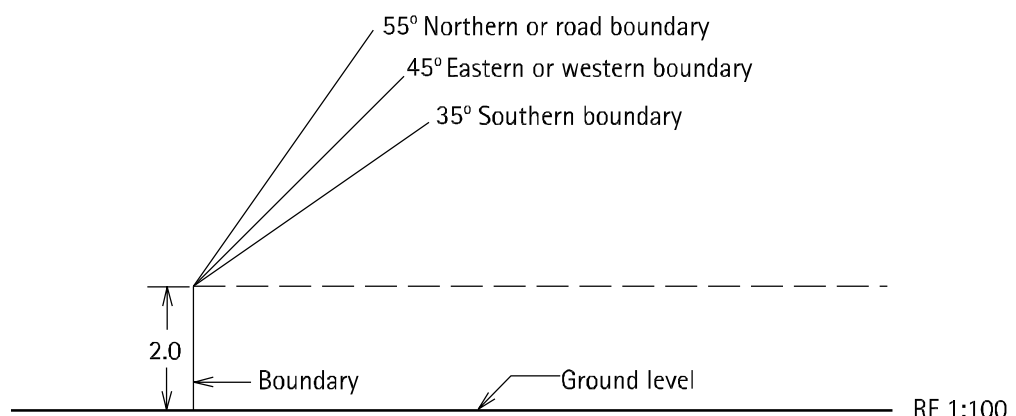 55° Northern or road boundary
45° Eastern or western boundary
35° Southern boundary
2.0
Boundary
Ground level
RF 1:100